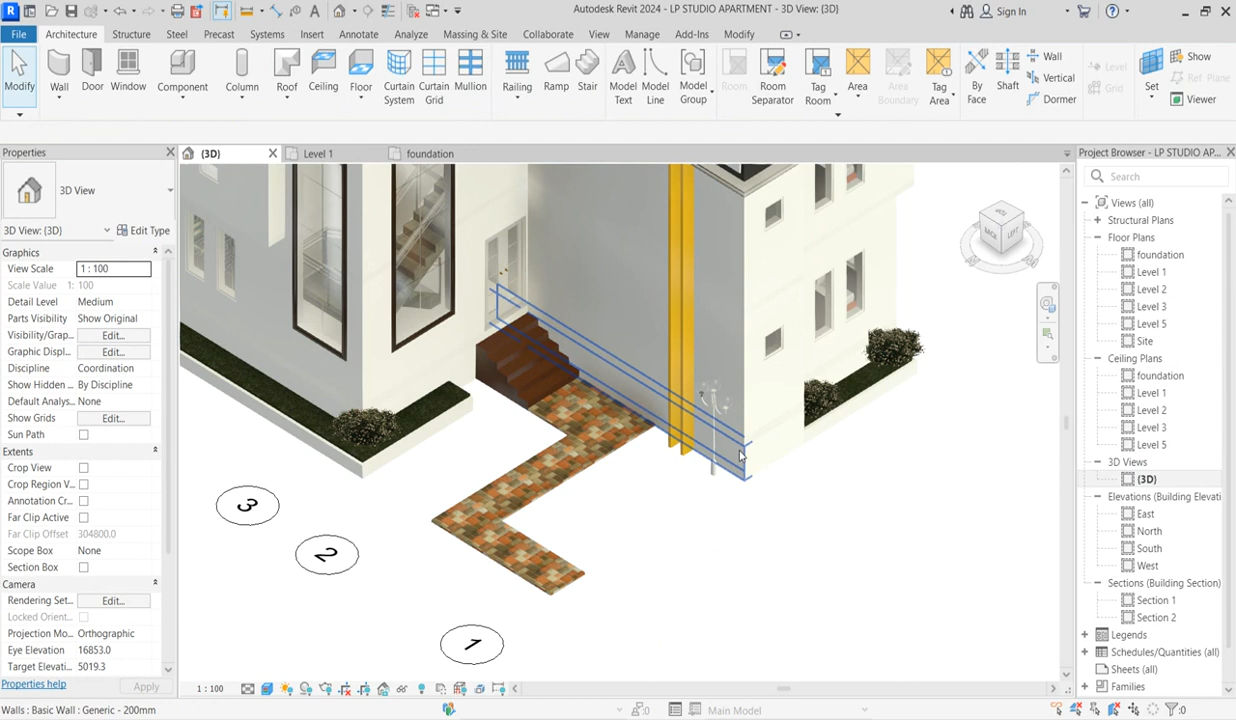 Autodesk Revit 2024 - LP STUDIO APARTMENT - 3D View: {3D}
Sign In
File Architecture Structure Steel Precast Systems Insert Annotate Analyze Massing & Site Collaborate View Manage Add-Ins Modify
Modify Wall Door Window Component Column Roof Ceiling Floor Curtain System Curtain Grid Mullion Railing Ramp Stair Model Text Model Line Model Group Room Room Separator Tag Room Area Area Boundary Tag Area By Face Shaft Wall Vertical Dormer Level Grid Set Show Ref Plane Viewer
Properties
{3D} Level 1 foundation
Project Browser - LP STUDIO AP...
3D View
3D View: {3D} Edit Type
Graphics
View Scale 1 : 100
Scale Value 1: 100
Detail Level Medium
Parts Visibility Show Original
Visibility/Grap... Edit...
Graphic Displ... Edit...
Discipline Coordination
Show Hidden ... By Discipline
Default Analys... None
Show Grids Edit...
Sun Path
Extents
Crop View
Crop Region V...
Annotation Cr...
Far Clip Active
Far Clip Offset 304800.0
Scope Box None
Section Box
Camera
Rendering Set... Edit...
Locked Orient...
Projection Mo... Orthographic
Eye Elevation 16853.0
Target Elevati... 5019.3
Properties help Apply
BACK LEFT
3
2
1
Search
Views (all)
Structural Plans
Floor Plans
foundation
Level 1
Level 2
Level 3
Level 5
Site
Ceiling Plans
foundation
Level 1
Level 2
Level 3
Level 5
3D Views
{3D}
Elevations (Building Elevati
East
North
South
West
Sections (Building Section)
Section 1
Section 2
Legends
Schedules/Quantities (all)
Sheets (all)
Families
1 : 100
Walls : Basic Wall : Generic - 200mm
:0
Main Model
:0